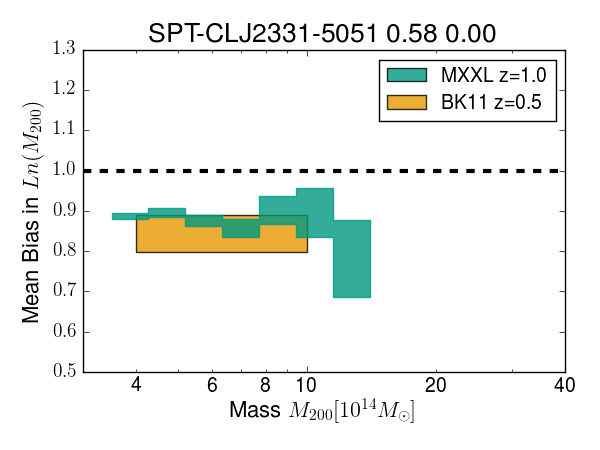 SPT-CLJ2331-5051 0.58 0.00
MXXL z=1.0
BK11 z=0.5
Mean Bias in Ln(M₂₀₀)
1.3
1.2
1.1
1.0
0.9
0.8
0.7
0.6
0.5
4 6 8 10 20 40
Mass M₂₀₀[10¹⁴M☉]